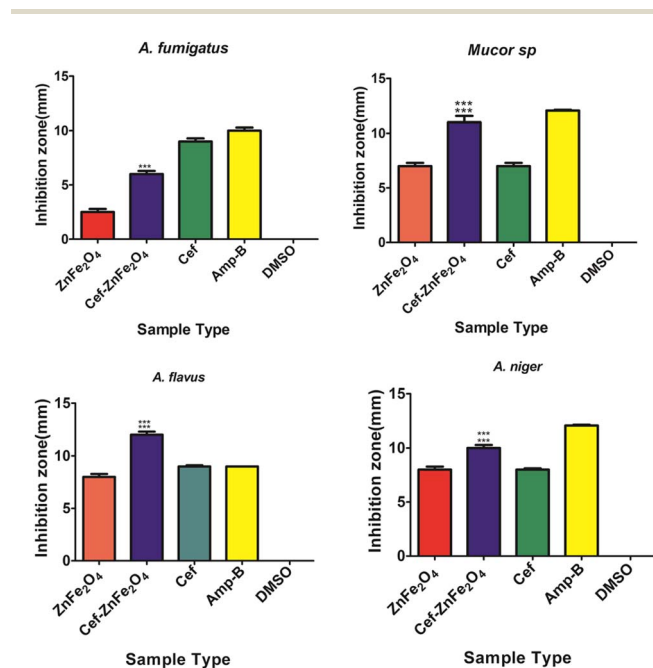 A. fumigatus
15
10
5
0
Inhibition zone(mm)
***
ZnFe₂O₄
Cef-ZnFe₂O₄
Cef
Amp-B
DMSO
Sample Type
Mucor sp
15
10
5
0
Inhibition zone(mm)
***
***
ZnFe₂O₄
Cef-ZnFe₂O₄
Cef
Amp-B
DMSO
Sample Type
A. flavus
15
10
5
0
Inhibition zone(mm)
***
***
ZnFe₂O₄
Cef-ZnFe₂O₄
Cef
Amp-B
DMSO
Sample Type
A. niger
15
10
5
0
Inhibition zone(mm)
***
***
ZnFe₂O₄
Cef-ZnFe₂O₄
Cef
Amp-B
DMSO
Sample Type